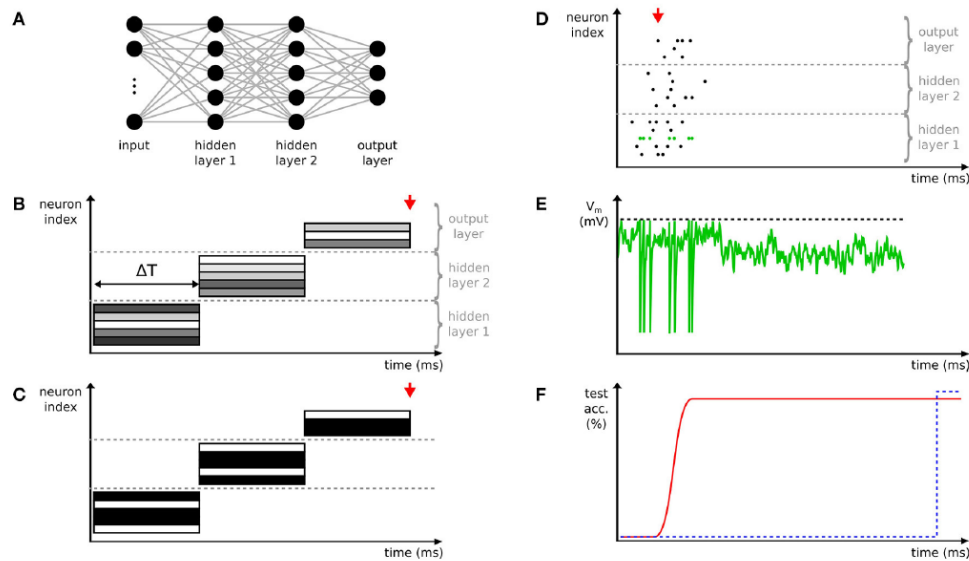 A
input
hidden
layer 1
hidden
layer 2
output
layer
B
neuron
index
ΔT
output
layer
hidden
layer 2
hidden
layer 1
time (ms)
C
neuron
index
time (ms)
D
neuron
index
output
layer
hidden
layer 2
hidden
layer 1
time (ms)
E
Vm
(mV)
time (ms)
F
test
acc.
(%)
time (ms)